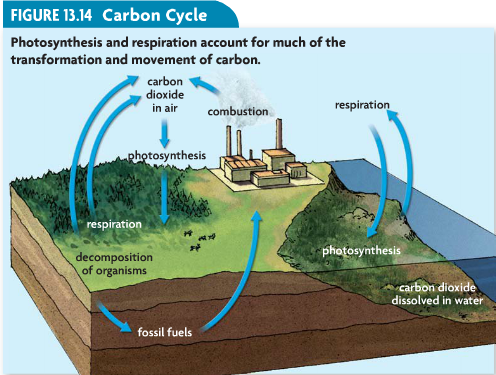 FIGURE 13.14 Carbon Cycle
Photosynthesis and respiration account for much of the
transformation and movement of carbon.
carbon
dioxide
in air
combustion
respiration
photosynthesis
respiration
decomposition
of organisms
photosynthesis
carbon dioxide
dissolved in water
fossil fuels